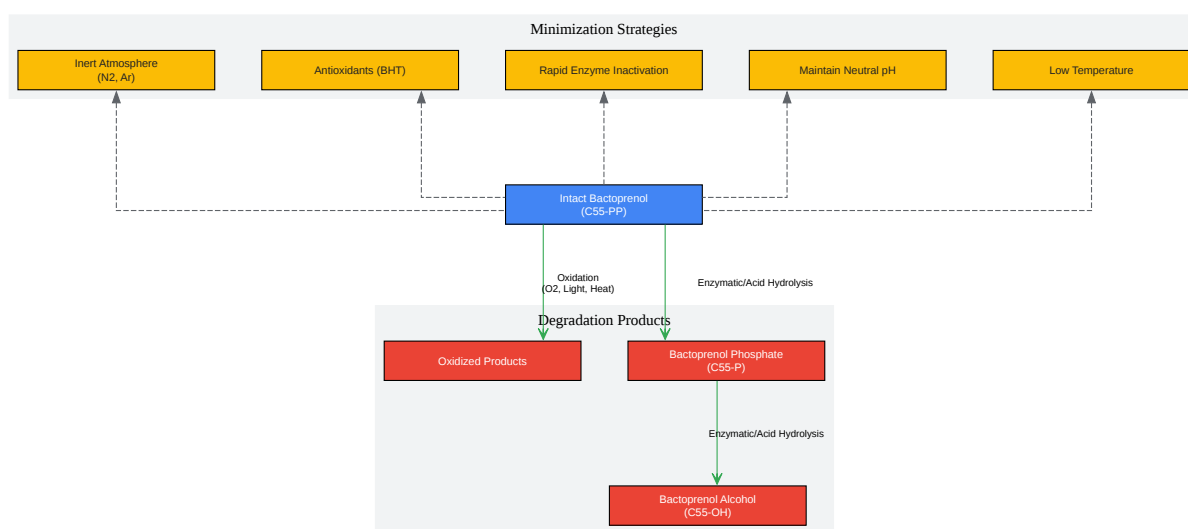 Minimization Strategies
Inert Atmosphere
(N2, Ar)
Antioxidants (BHT)
Rapid Enzyme Inactivation
Maintain Neutral pH
Low Temperature
Intact Bactoprenol
(C55-PP)
Oxidation
(O2, Light, Heat)
Enzymatic/Acid Hydrolysis
Degradation Products
Oxidized Products
Bactoprenol Phosphate
(C55-P)
Enzymatic/Acid Hydrolysis
Bactoprenol Alcohol
(C55-OH)